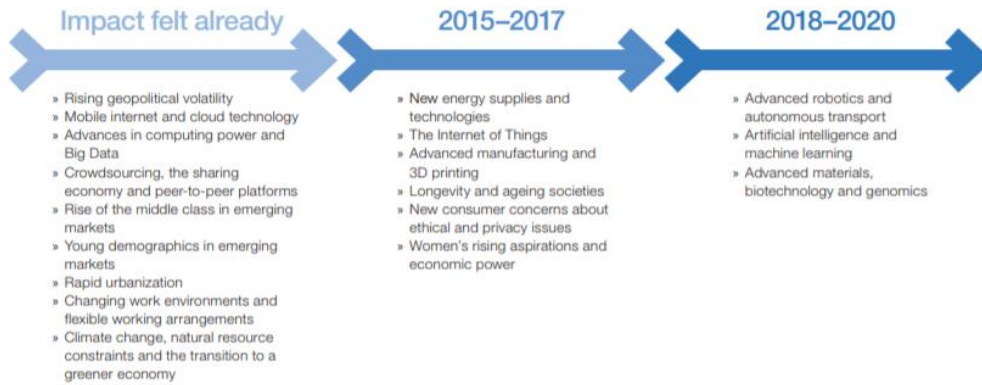 Impact felt already
» Rising geopolitical volatility
» Mobile internet and cloud technology
» Advances in computing power and
Big Data
» Crowdsourcing, the sharing
economy and peer-to-peer platforms
» Rise of the middle class in emerging
markets
» Young demographics in emerging
markets
» Rapid urbanization
» Changing work environments and
flexible working arrangements
» Climate change, natural resource
constraints and the transition to a
greener economy
2015–2017
» New energy supplies and
technologies
» The Internet of Things
» Advanced manufacturing and
3D printing
» Longevity and ageing societies
» New consumer concerns about
ethical and privacy issues
» Women's rising aspirations and
economic power
2018–2020
» Advanced robotics and
autonomous transport
» Artificial intelligence and
machine learning
» Advanced materials,
biotechnology and genomics